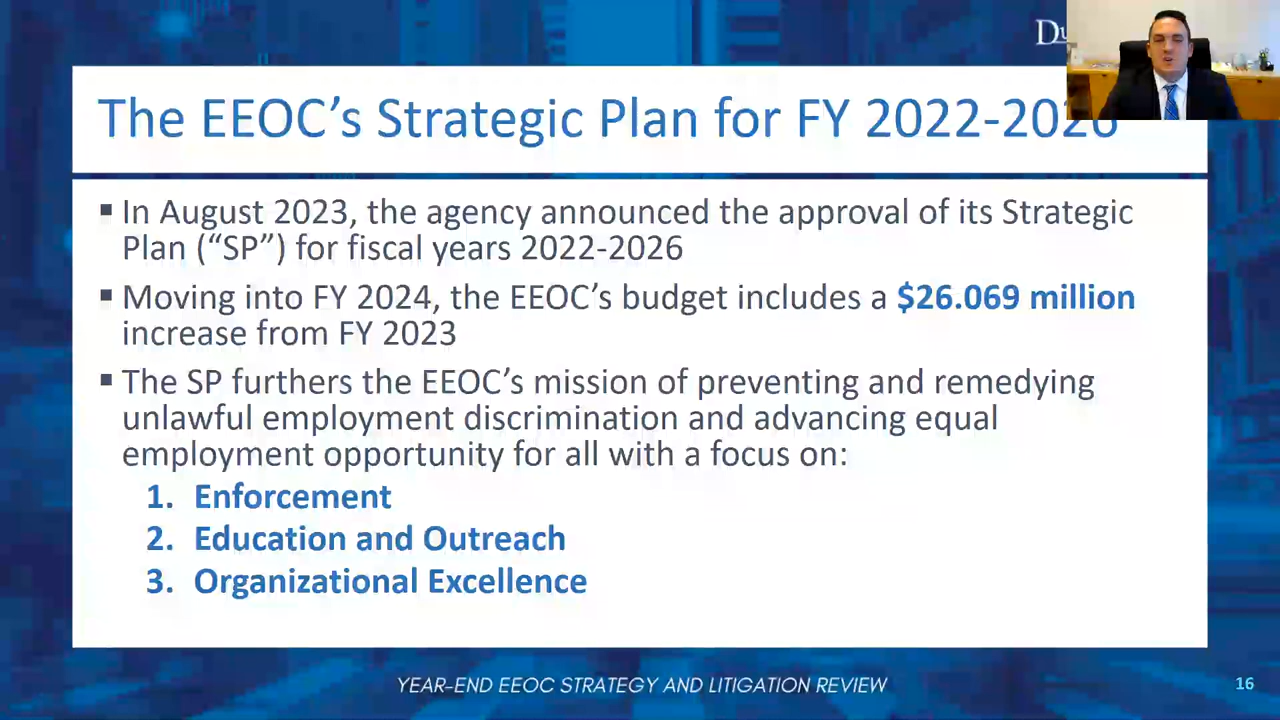 The EEOC's Strategic Plan for FY 2022-2026
▪ In August 2023, the agency announced the approval of its Strategic
Plan (“SP”) for fiscal years 2022-2026
▪ Moving into FY 2024, the EEOC's budget includes a $26.069 million
increase from FY 2023
▪ The SP furthers the EEOC's mission of preventing and remedying
unlawful employment discrimination and advancing equal
employment opportunity for all with a focus on:
1. Enforcement
2. Education and Outreach
3. Organizational Excellence
YEAR-END EEOC STRATEGY AND LITIGATION REVIEW
16